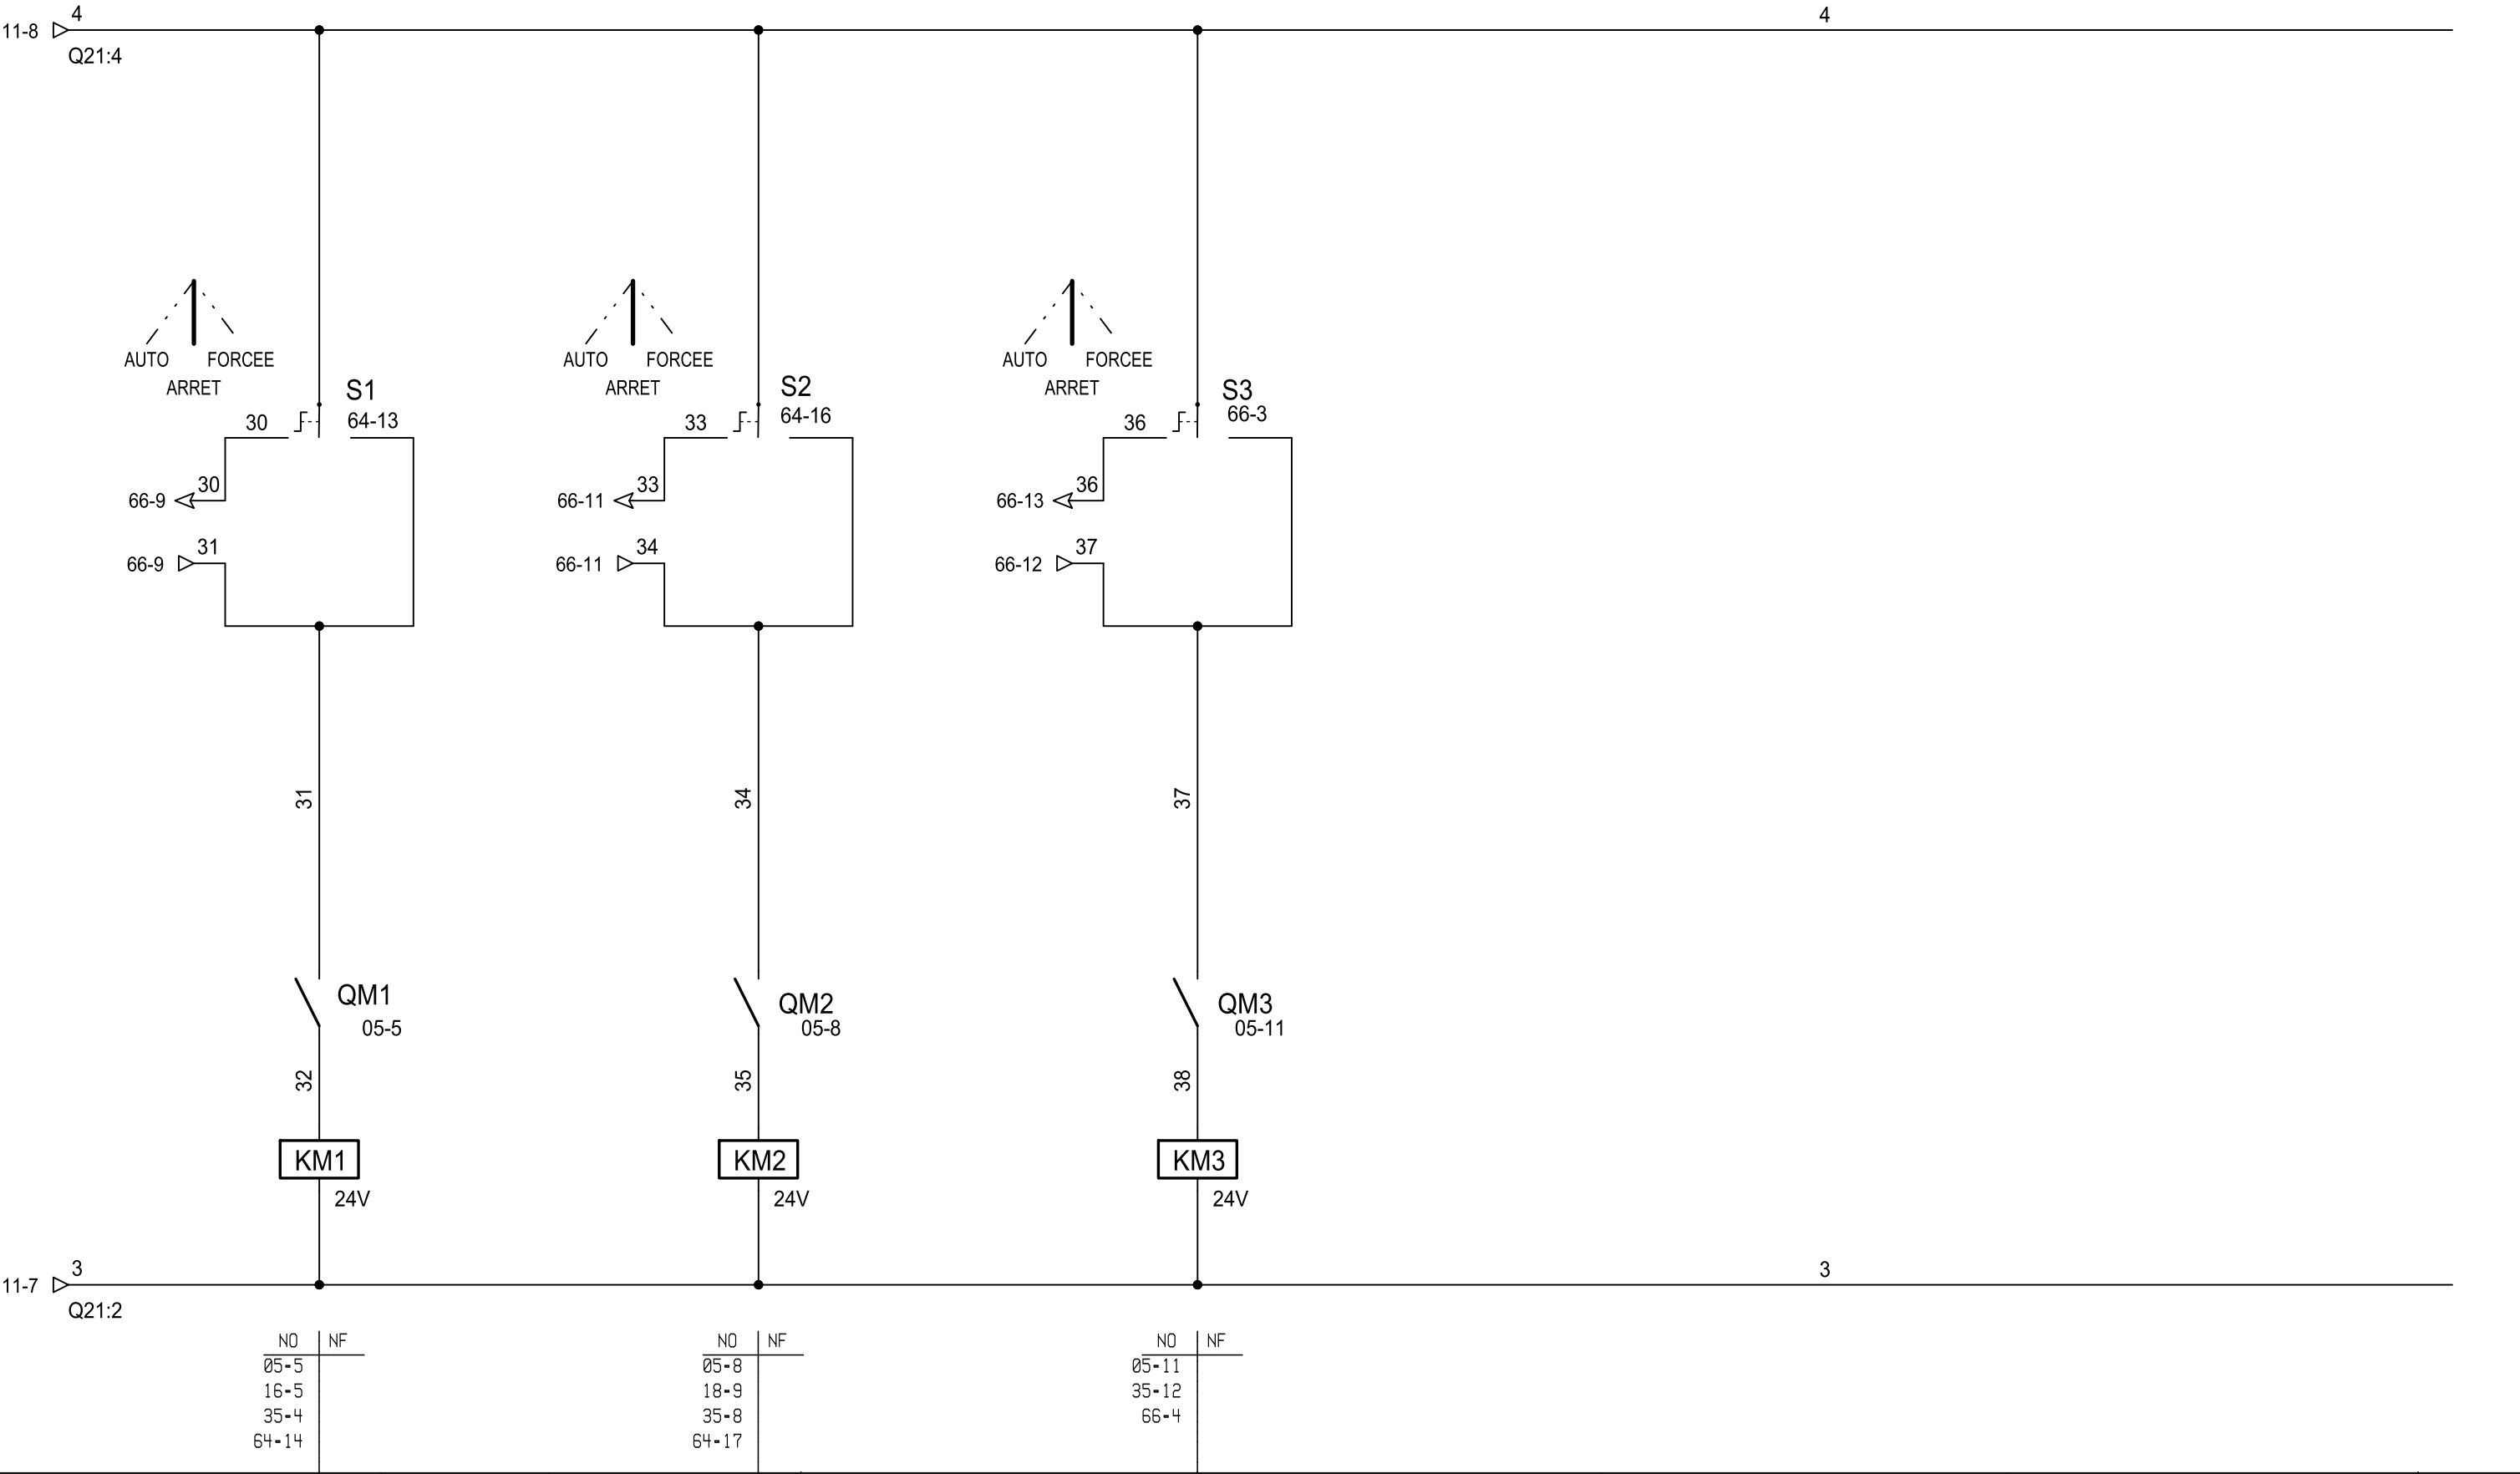 4
4
11-8
Q21:4
AUTO FORCEE
ARRET
S1
64-13
30
30
66-9
31
66-9
AUTO FORCEE
ARRET
S2
64-16
33
33
66-11
34
66-11
AUTO FORCEE
ARRET
S3
66-3
36
36
66-13
37
66-12
31
34
37
QM1
05-5
QM2
05-8
QM3
05-11
32
35
38
KM1
24V
KM2
24V
KM3
24V
3
3
11-7
Q21:2
NO NF
05-5
16-5
35-4
64-14
NO NF
05-8
18-9
35-8
64-17
NO NF
05-11
35-12
66-4